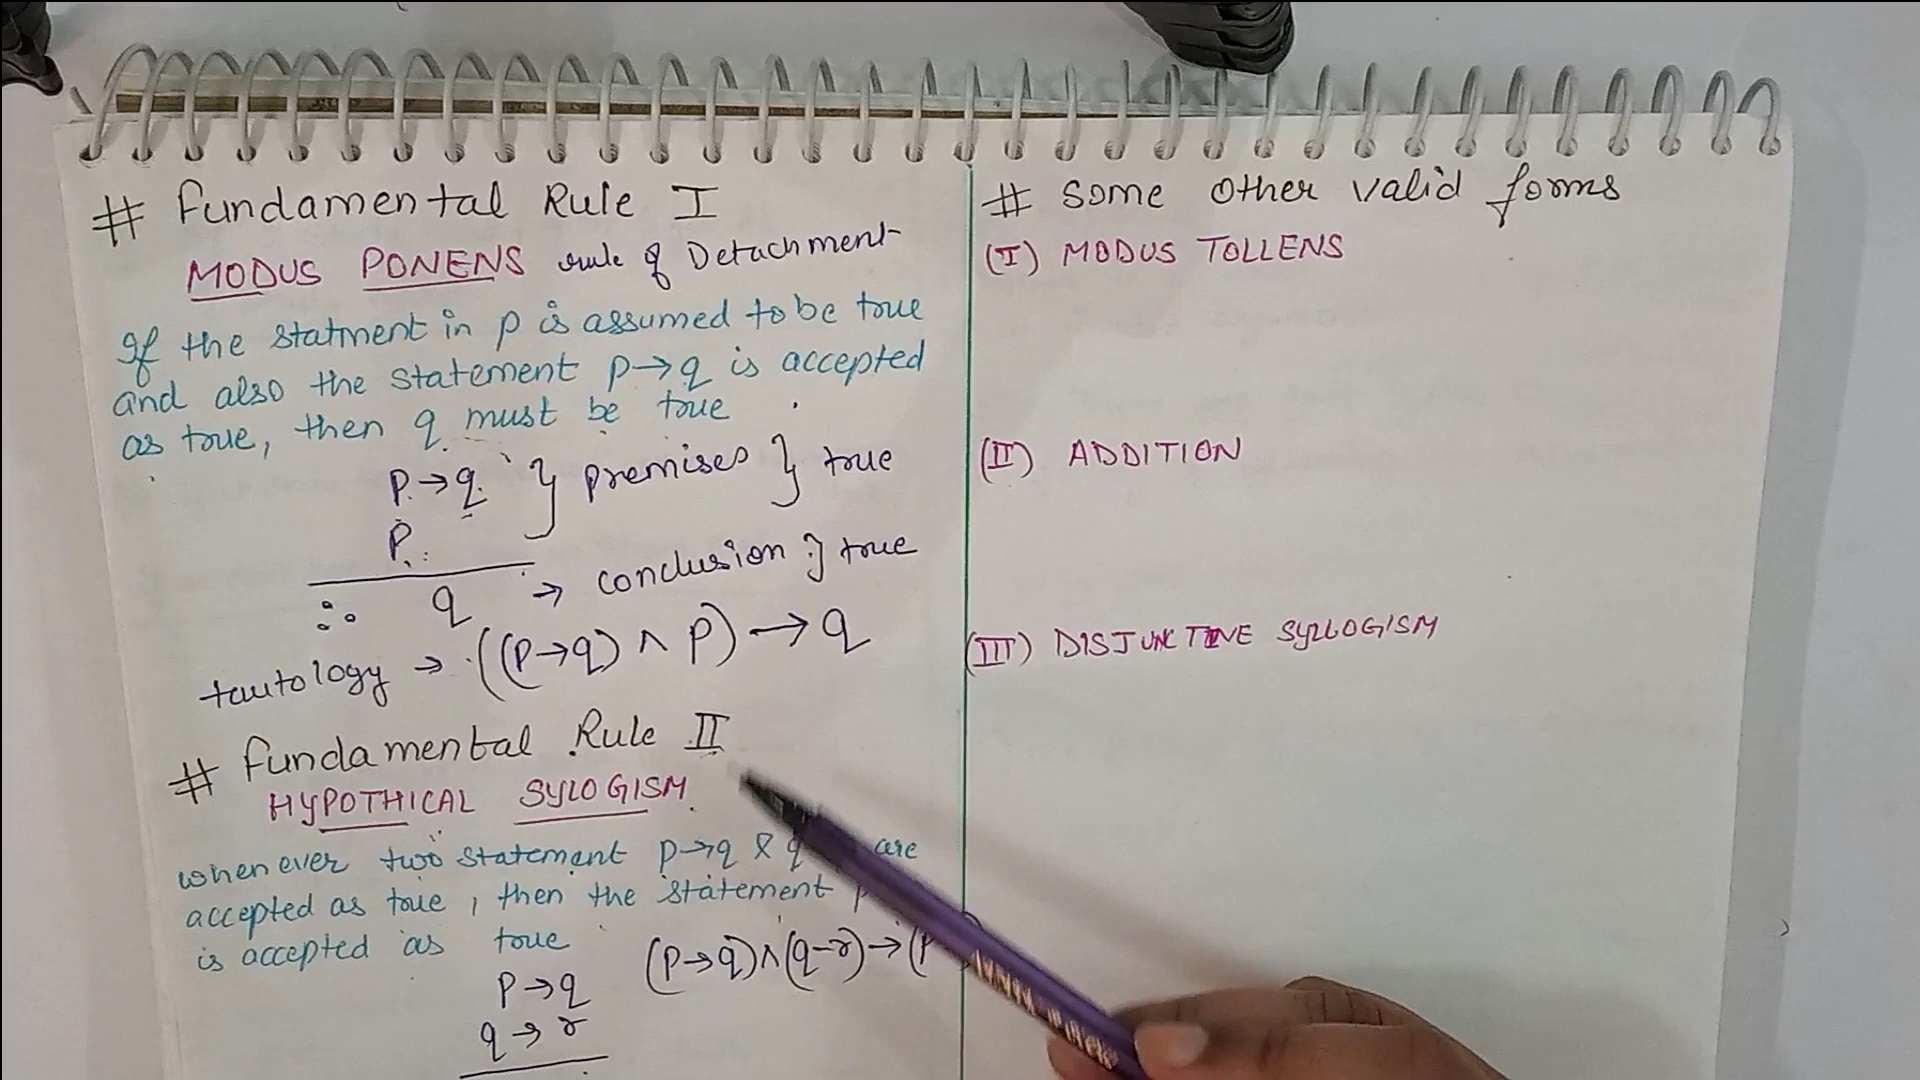 # Fundamental Rule I
MODUS PONENS rule of Detachment
If the statment in p is assumed to be true
and also the statement p→q is accepted
as true, then q must be true
p→q } premises } true
p
∴ q → conclusion } true
tautology → ((p→q) ∧ p) → q
# Fundamental Rule II
HYPOTHICAL SYLOGISM
when ever two statement p→q & q are
accepted as true, then the statement p
is accepted as true
(p→q)∧(q-r)→(p
p→q
q→r
# Some Other valid forms
(I) MODUS TOLLENS
(II) ADDITION
(III) DISJUNCTIVE SYLLOGISM